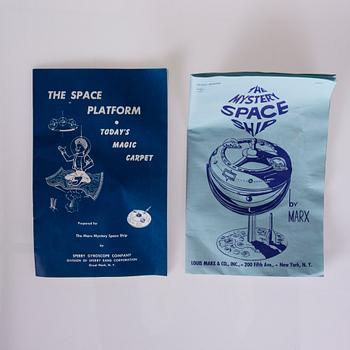 THE SPACE
PLATFORM
•
TODAY'S
MAGIC
CARPET
Prepared for
The Marx Mystery Space Ship
by
SPERRY GYROSCOPE COMPANY
DIVISION OF SPERRY RAND CORPORATION
Great Neck, N. Y.
THE
MYSTERY
SPACE
SHIP
by
MARX
LOUIS MARX & CO., INC., – 200 Fifth Ave., – New York, N. Y.